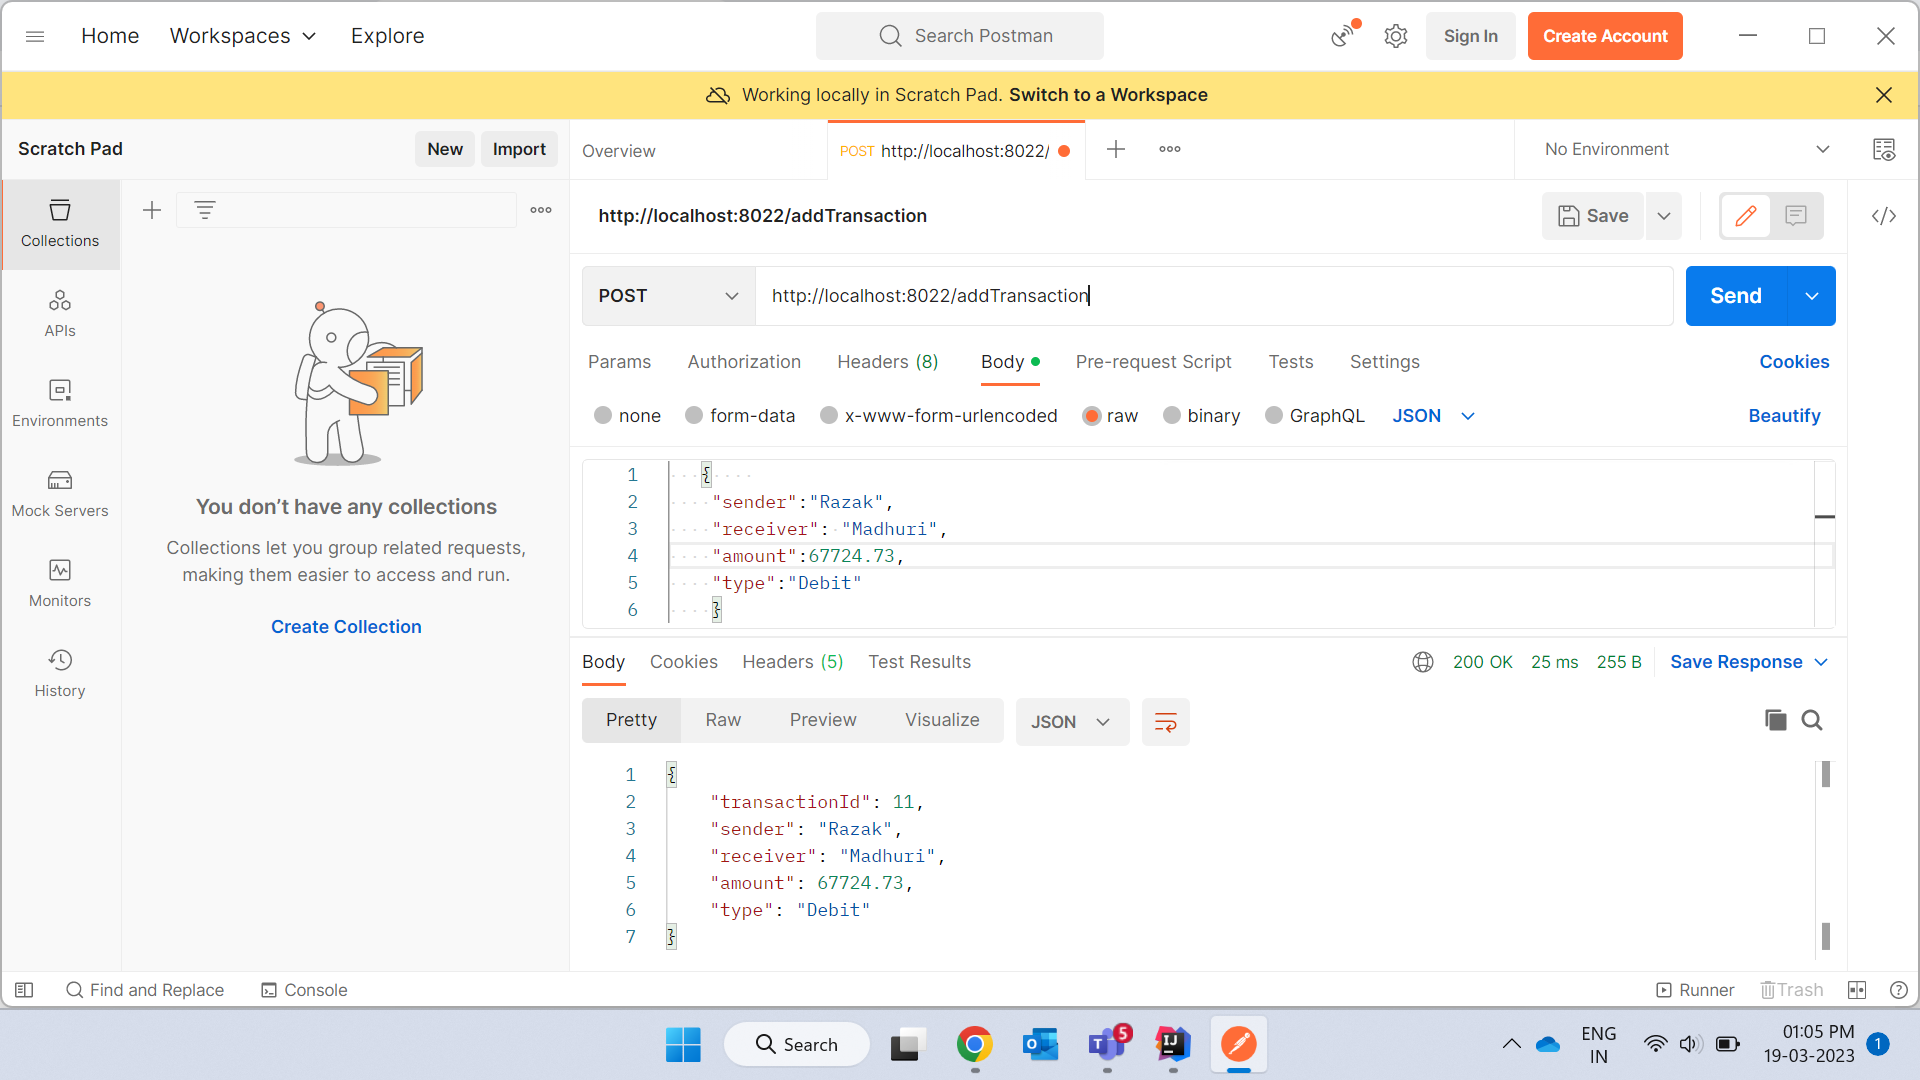 Home Workspaces Explore Search Postman Sign In Create Account
Working locally in Scratch Pad. Switch to a Workspace
Scratch Pad New Import Overview POST http://localhost:8022/ No Environment
Collections
APIs
Environments
Mock Servers
Monitors
History
You don’t have any collections
Collections let you group related requests,
making them easier to access and run.
Create Collection
http://localhost:8022/addTransaction Save
POST http://localhost:8022/addTransaction Send
Params Authorization Headers (8) Body Pre-request Script Tests Settings Cookies
none form-data x-www-form-urlencoded raw binary GraphQL JSON Beautify
1 {
2 "sender":"Razak",
3 "receiver": "Madhuri",
4 "amount":67724.73,
5 "type":"Debit"
6 }
Body Cookies Headers (5) Test Results 200 OK 25 ms 255 B Save Response
Pretty Raw Preview Visualize JSON
1 {
2 "transactionId": 11,
3 "sender": "Razak",
4 "receiver": "Madhuri",
5 "amount": 67724.73,
6 "type": "Debit"
7 }
Find and Replace Console Runner Trash
Search 5 ENG 01:05 PM
IN 19-03-2023 1